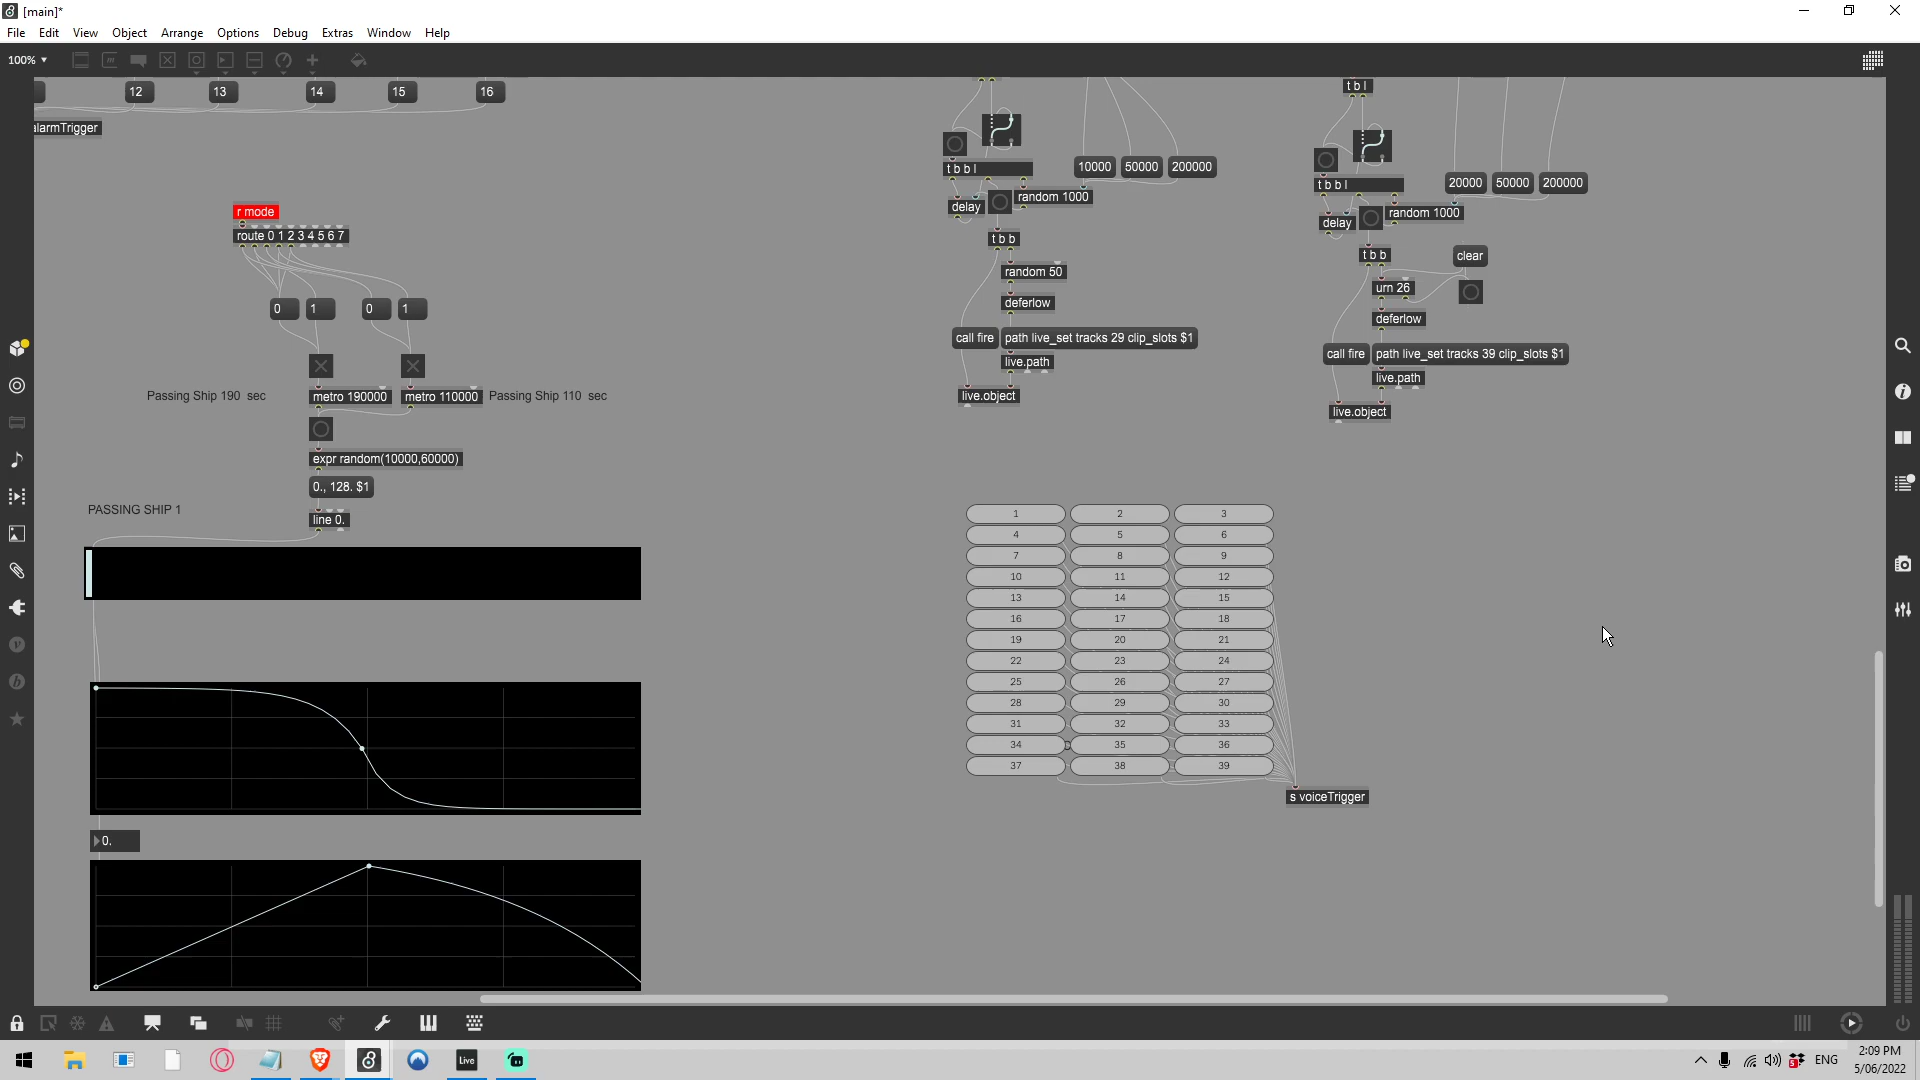 [main]*
File Edit View Object Arrange Options Debug Extras Window Help
100%
12 13 14 15 16
alarmTrigger
r mode
route 0 1 2 3 4 5 6 7
0 1 0 1
Passing Ship 190 sec
metro 190000
metro 110000
Passing Ship 110 sec
expr random(10000,60000)
0., 128. $1
line 0.
PASSING SHIP 1
0.
t b b l
10000 50000 200000
random 1000
delay
t b b
random 50
deferlow
call fire
path live_set tracks 29 clip_slots $1
live.path
live.object
t b l
t b b l
20000 50000 200000
random 1000
delay
t b b
clear
urn 26
deferlow
call fire
path live_set tracks 39 clip_slots $1
live.path
live.object
1 2 3
4 5 6
7 8 9
10 11 12
13 14 15
16 17 18
19 20 21
22 23 24
25 26 27
28 29 30
31 32 33
34 35 36
37 38 39
s voiceTrigger
Live
ENG
2:09 PM
5/06/2022